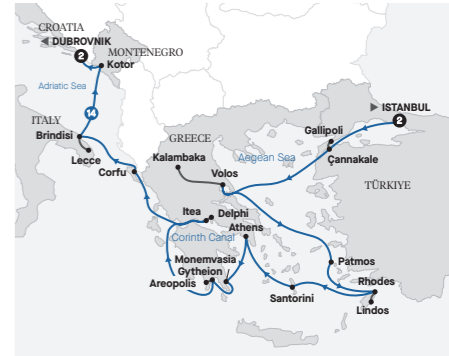 CROATIA
DUBROVNIK
2
MONTENEGRO
Kotor
Adriatic Sea
14
ITALY
Brindisi
Lecce
Corfu
GREECE
Kalambaka
Volos
Aegean Sea
Gallipoli
ISTANBUL
2
Çannakale
TÜRKIYE
Itea
Delphi
Corinth Canal
Athens
Monemvasia
Gytheion
Areopolis
Patmos
Santorini
Rhodes
Lindos